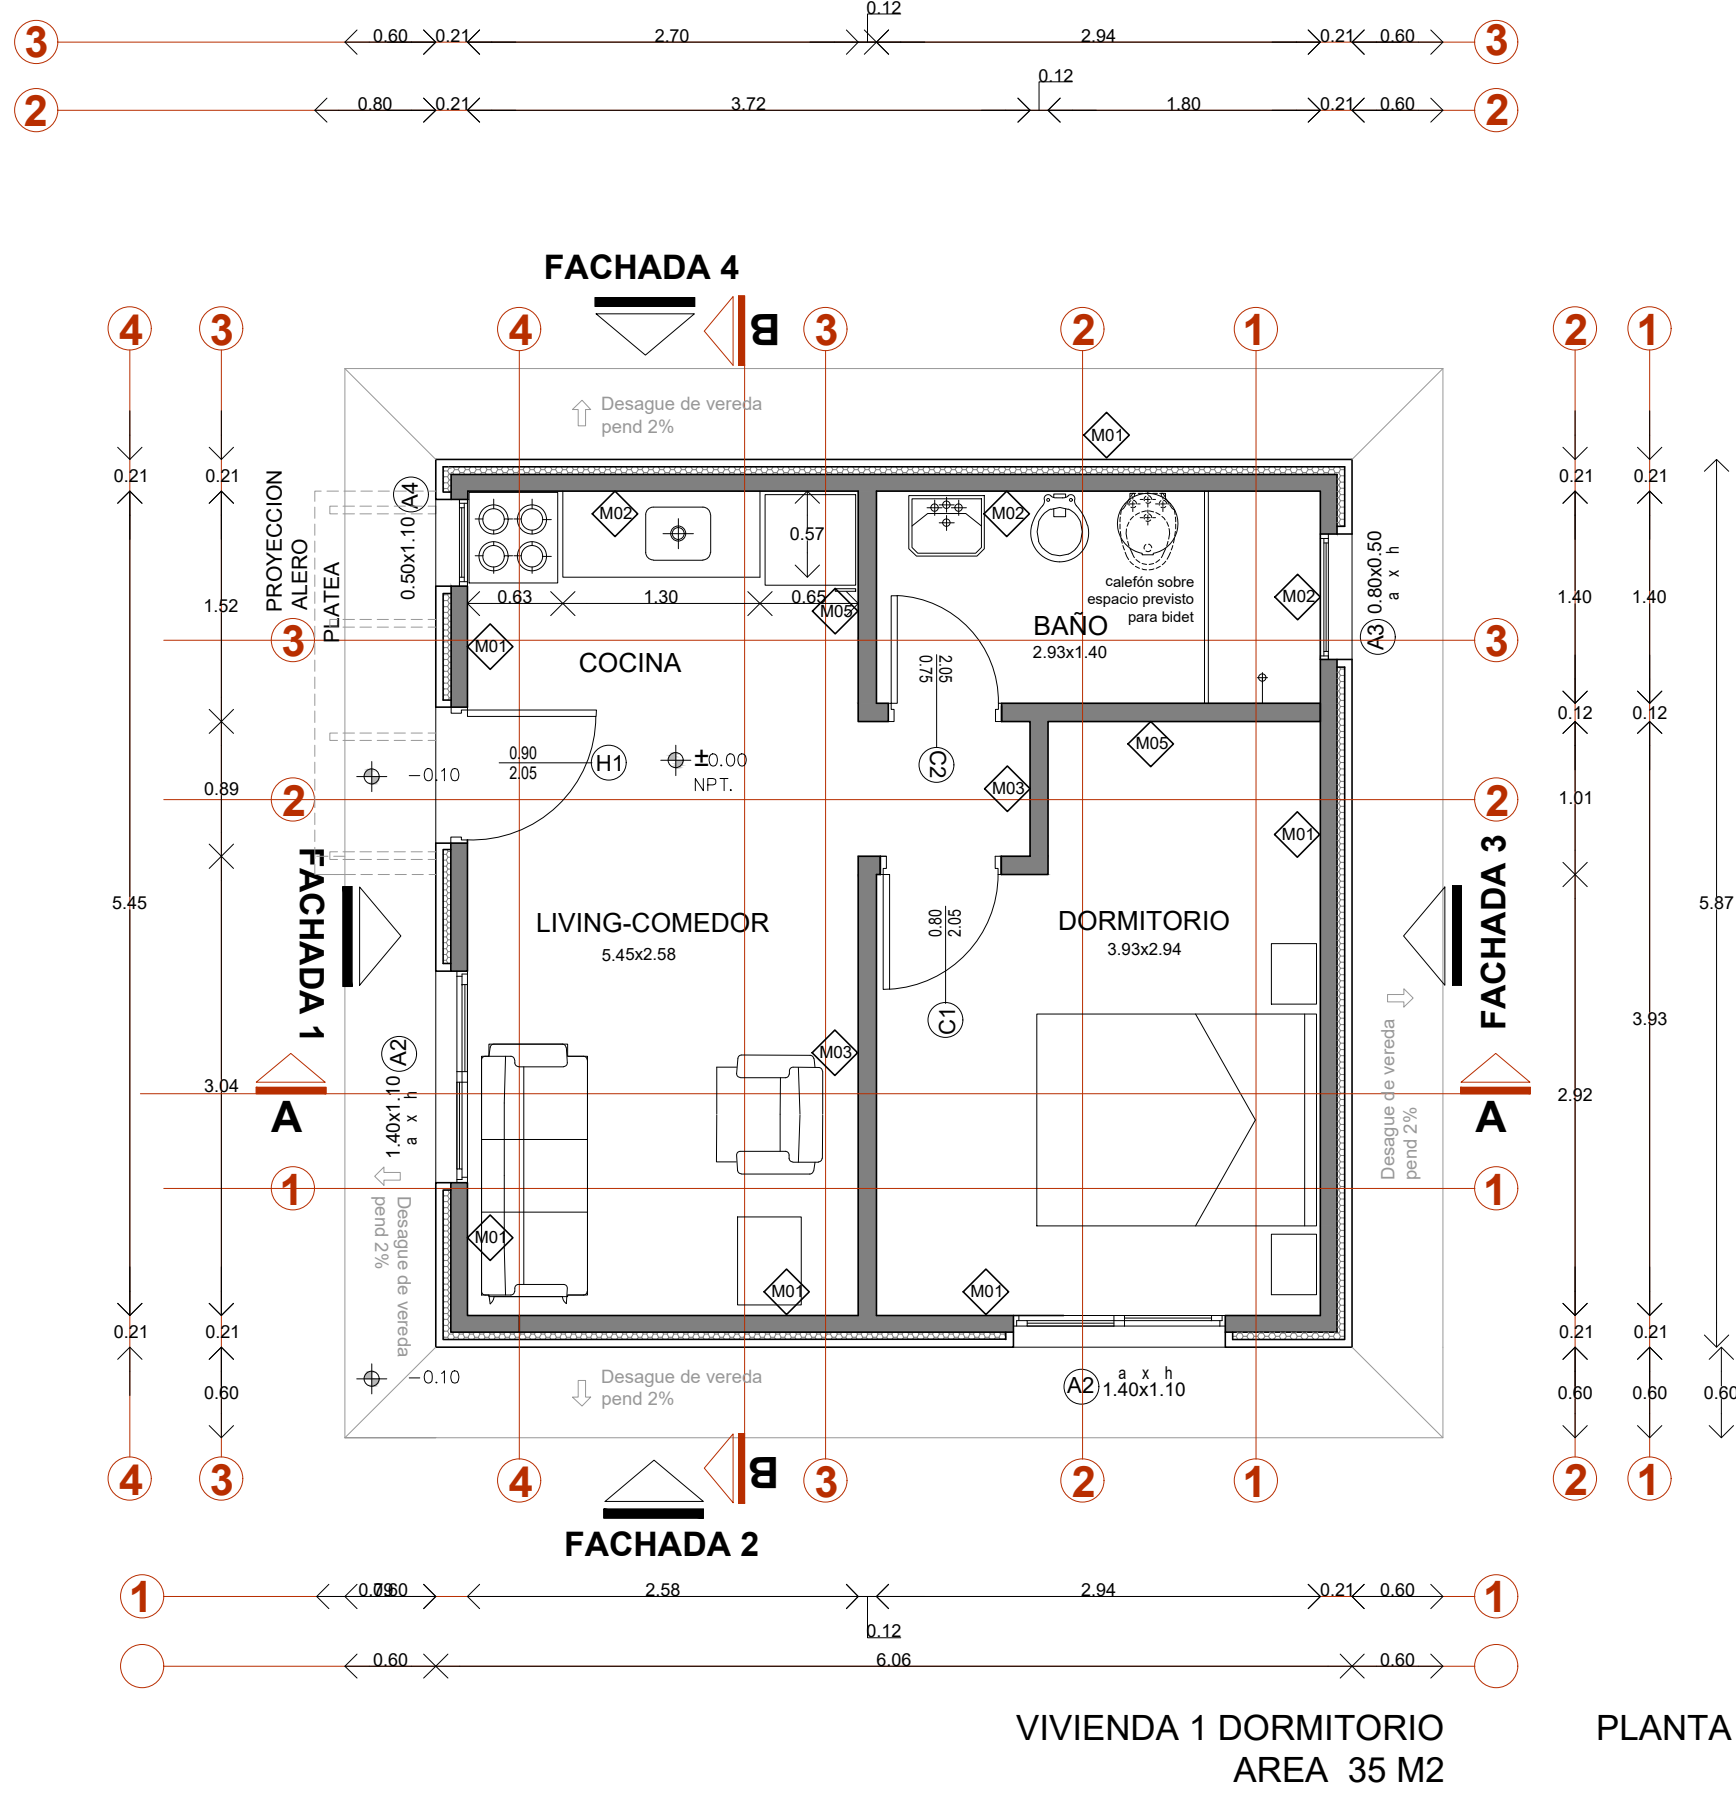 0.12
3 0.60 0.21 2.70 2.94 0.21 0.60 3
0.12
2 0.80 0.21 3.72 1.80 0.21 0.60 2
FACHADA 4
B
4 3 4 3 2 1 2 1
Desague de vereda
pend 2%
M01
0.21 0.21 0.21 0.21
PROYECCION
ALERO
PLATEA
A4
0.50x1.10
M02
0.57
M02
calefón sobre
espacio previsto
para bidet
M02
A3 0.80x0.50
a x h
1.52
0.63 1.30 0.65
M05
1.40 1.40
BAÑO
2.93x1.40
3 3
M01
COCINA
2.05
0.75
0.12 0.12
M05
0.90
2.05
H1
±0.00
NPT.
-0.10
C2
M03
0.89
2 2
1.01
M01
FACHADA 1
FACHADA 3
5.45
5.87
LIVING-COMEDOR
5.45x2.58
0.80
2.05
DORMITORIO
3.93x2.94
C1
3.93
A2
1.40x1.10
a x h
M03
Desague de vereda
pend 2%
3.04
2.92
A A
1 1
Desague de vereda
pend 2%
M01
M01
M01
0.21 0.21 0.21 0.21
-0.10
Desague de vereda
pend 2%
A2
a x h
1.40x1.10
0.60 0.60 0.60 0.60
B
4 3 4 3 2 1 2 1
FACHADA 2
1 0.79 0.60 2.58 2.94 0.21 0.60 1
0.12
0.60 6.06 0.60
VIVIENDA 1 DORMITORIO
AREA 35 M2
PLANTA